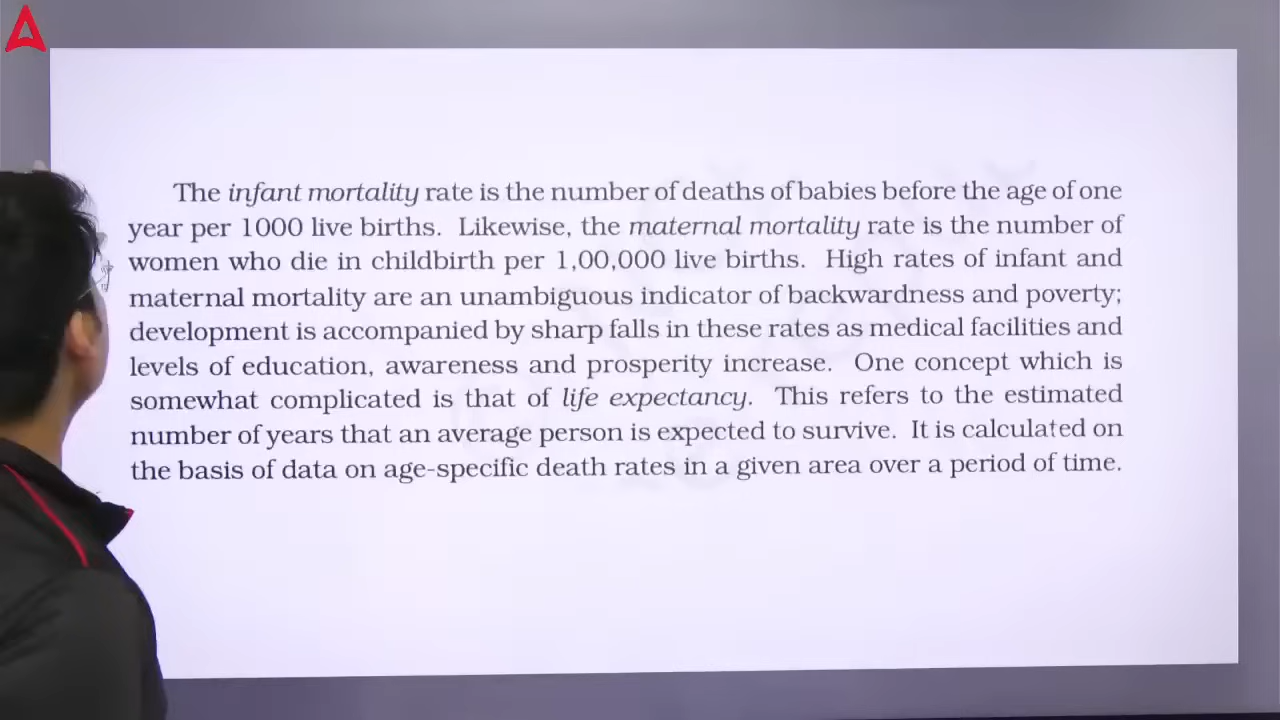 The infant mortality rate is the number of deaths of babies before the age of one
year per 1000 live births. Likewise, the maternal mortality rate is the number of
women who die in childbirth per 1,00,000 live births. High rates of infant and
maternal mortality are an unambiguous indicator of backwardness and poverty;
development is accompanied by sharp falls in these rates as medical facilities and
levels of education, awareness and prosperity increase. One concept which is
somewhat complicated is that of life expectancy. This refers to the estimated
number of years that an average person is expected to survive. It is calculated on
the basis of data on age-specific death rates in a given area over a period of time.